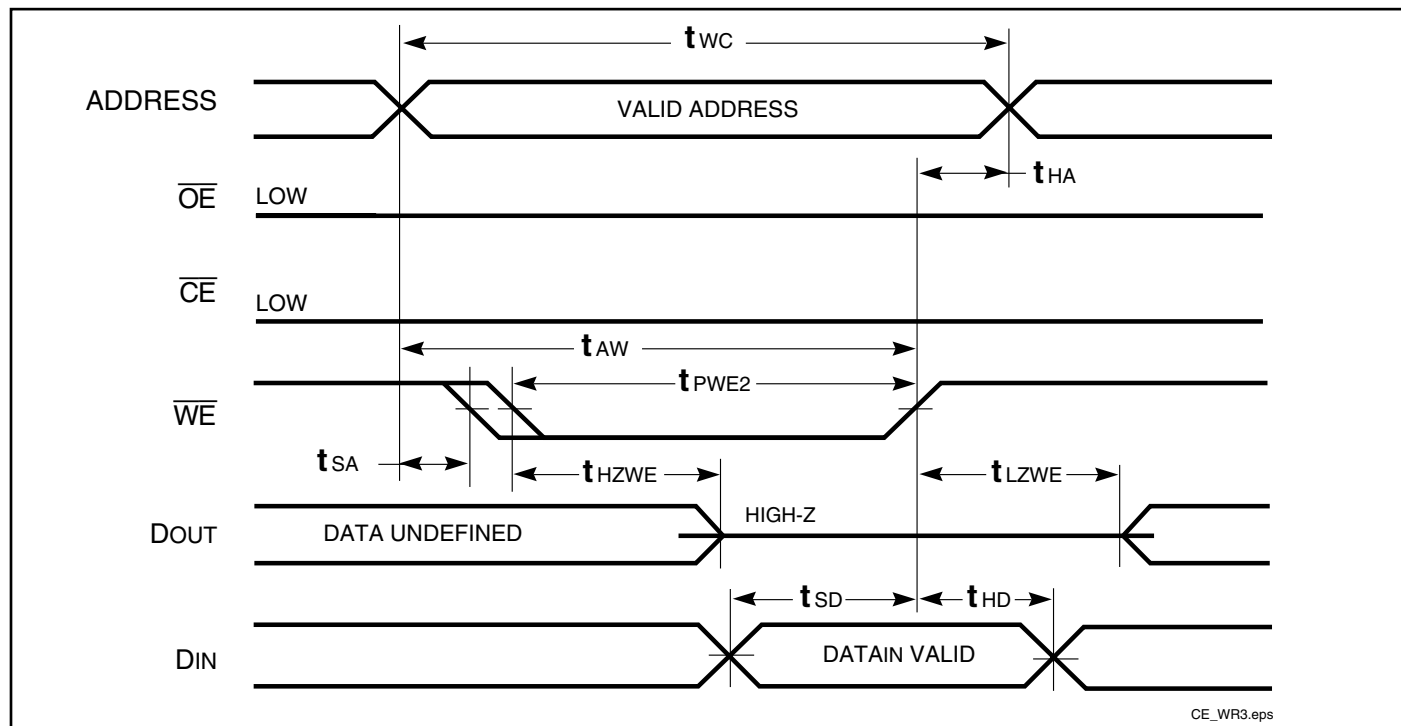 tWC
ADDRESS
VALID ADDRESS
tHA
OE
LOW
CE
LOW
tAW
tPWE2
WE
tSA
tHZWE
tLZWE
DOUT
DATA UNDEFINED
HIGH-Z
tSD
tHD
DIN
DATAIN VALID
CE_WR3.eps